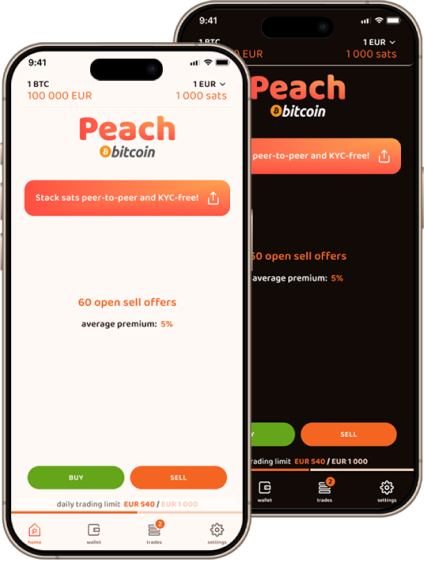 9:41
1 BTC
1 EUR
100 000 EUR
1 000 sats
Peach
bitcoin
Stack sats peer-to-peer and KYC-free!
60 open sell offers
average premium: 5%
BUY
SELL
daily trading limit EUR 540 / EUR 1 000
home
wallet
trades
2
settings
9:41
1 BTC
1 EUR
EUR
1 000 sats
Peach
bitcoin
peer-to-peer and KYC-free!
60 open sell offers
average premium: 5%
SELL
trading limit EUR 540 / EUR 1 000
wallet
trades
2
settings